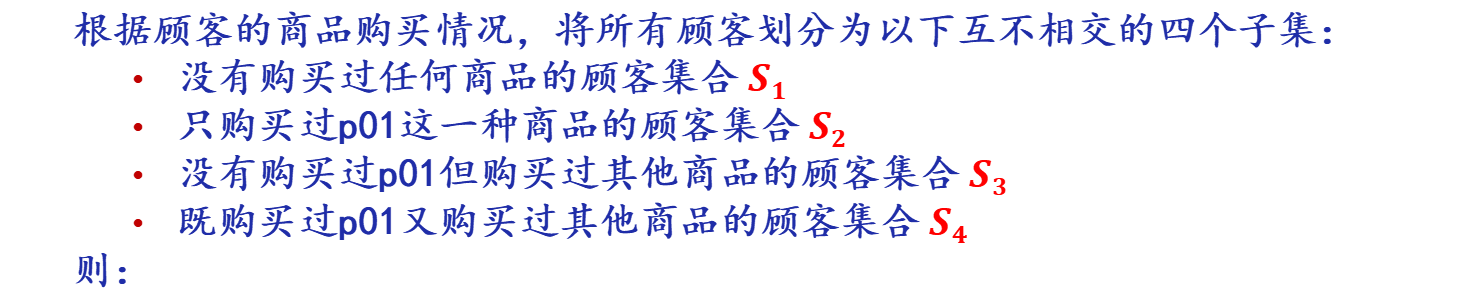 根据顾客的商品购买情况，将所有顾客划分为以下互不相交的四个子集：
• 没有购买过任何商品的顾客集合 S₁
• 只购买过p01这一种商品的顾客集合 S₂
• 没有购买过p01但购买过其他商品的顾客集合 S₃
• 既购买过p01又购买过其他商品的顾客集合 S₄
则：